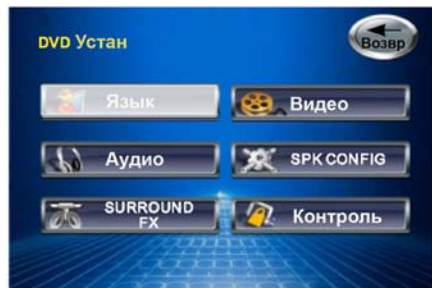 DVD Устан
Возвр
Язык
Видео
Аудио
SPK CONFIG
SURROUND
FX
Контроль